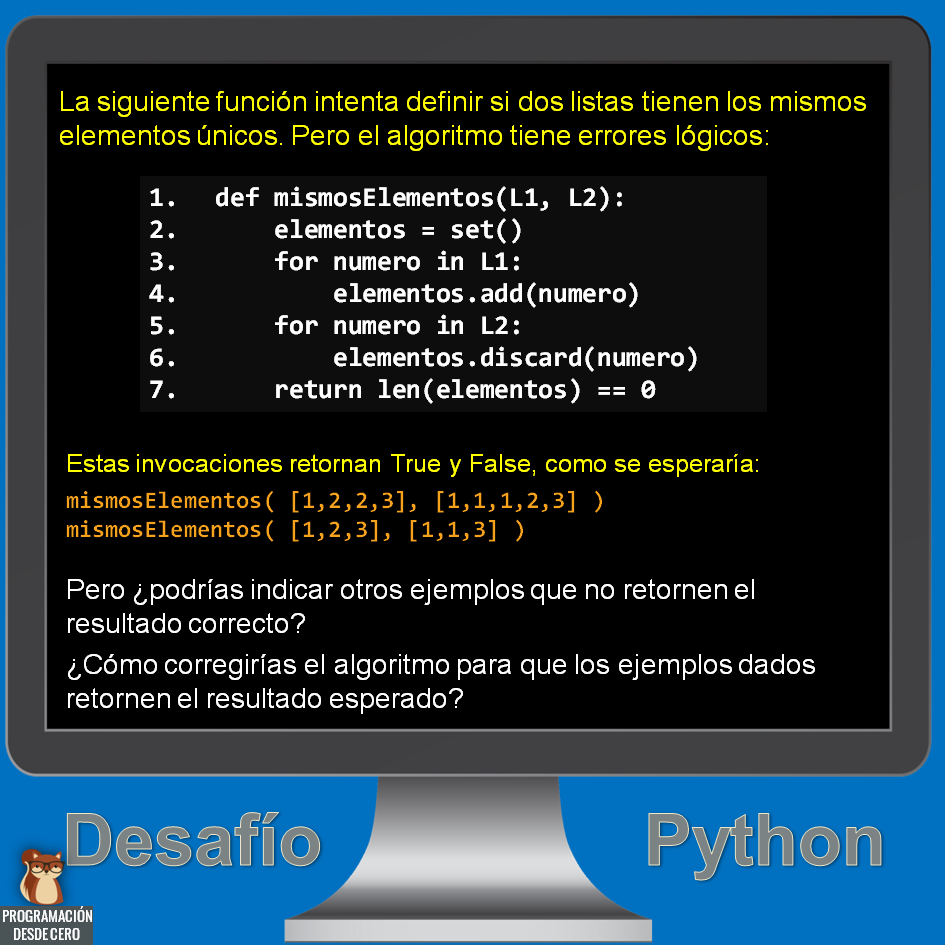 La siguiente función intenta definir si dos listas tienen los mismos
elementos únicos. Pero el algoritmo tiene errores lógicos:
1. def mismosElementos(L1, L2):
2. elementos = set()
3. for numero in L1:
4. elementos.add(numero)
5. for numero in L2:
6. elementos.discard(numero)
7. return len(elementos) == 0
Estas invocaciones retornan True y False, como se esperaría:
mismosElementos( [1,2,2,3], [1,1,1,2,3] )
mismosElementos( [1,2,3], [1,1,3] )
Pero ¿podrías indicar otros ejemplos que no retornen el
resultado correcto?
¿Cómo corregirías el algoritmo para que los ejemplos dados
retornen el resultado esperado?
Desafío Python
PROGRAMACIÓN
DESDE CERO